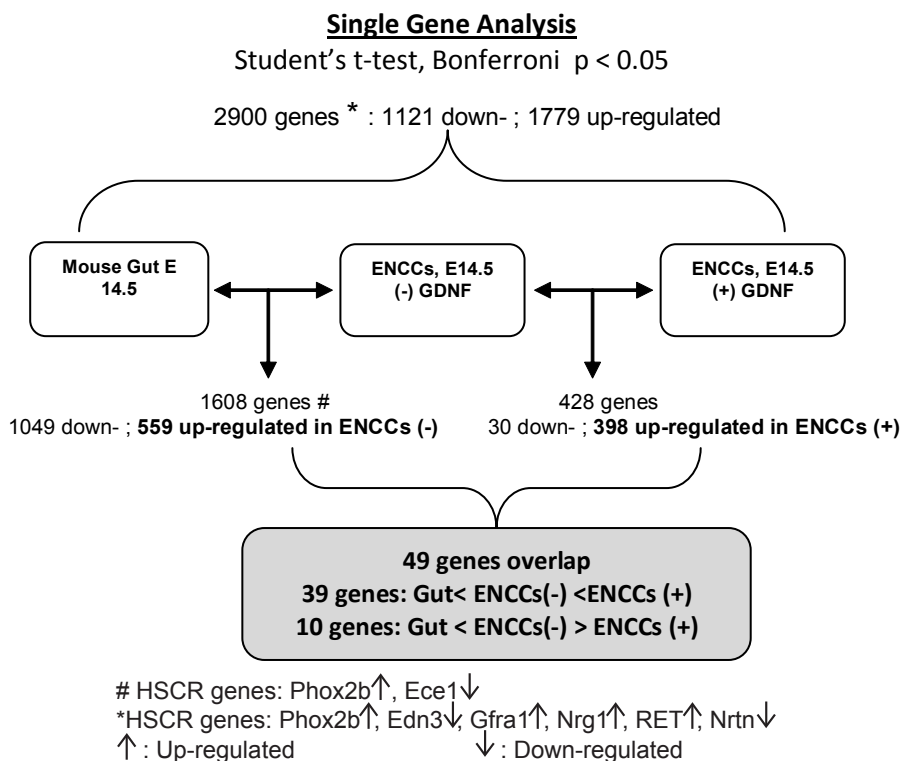 Single Gene Analysis
Student's t-test, Bonferroni p < 0.05
2900 genes * : 1121 down- ; 1779 up-regulated
Mouse Gut E
14.5
ENCCs, E14.5
(-) GDNF
ENCCs, E14.5
(+) GDNF
1608 genes #
1049 down- ; 559 up-regulated in ENCCs (-)
428 genes
30 down- ; 398 up-regulated in ENCCs (+)
49 genes overlap
39 genes: Gut< ENCCs(-) <ENCCs (+)
10 genes: Gut < ENCCs(-) > ENCCs (+)
# HSCR genes: Phox2b↑, Ece1↓
*HSCR genes: Phox2b↑, Edn3↓, Gfra1↑, Nrg1↑, RET↑, Nrtn↓
↑ : Up-regulated ↓ : Down-regulated